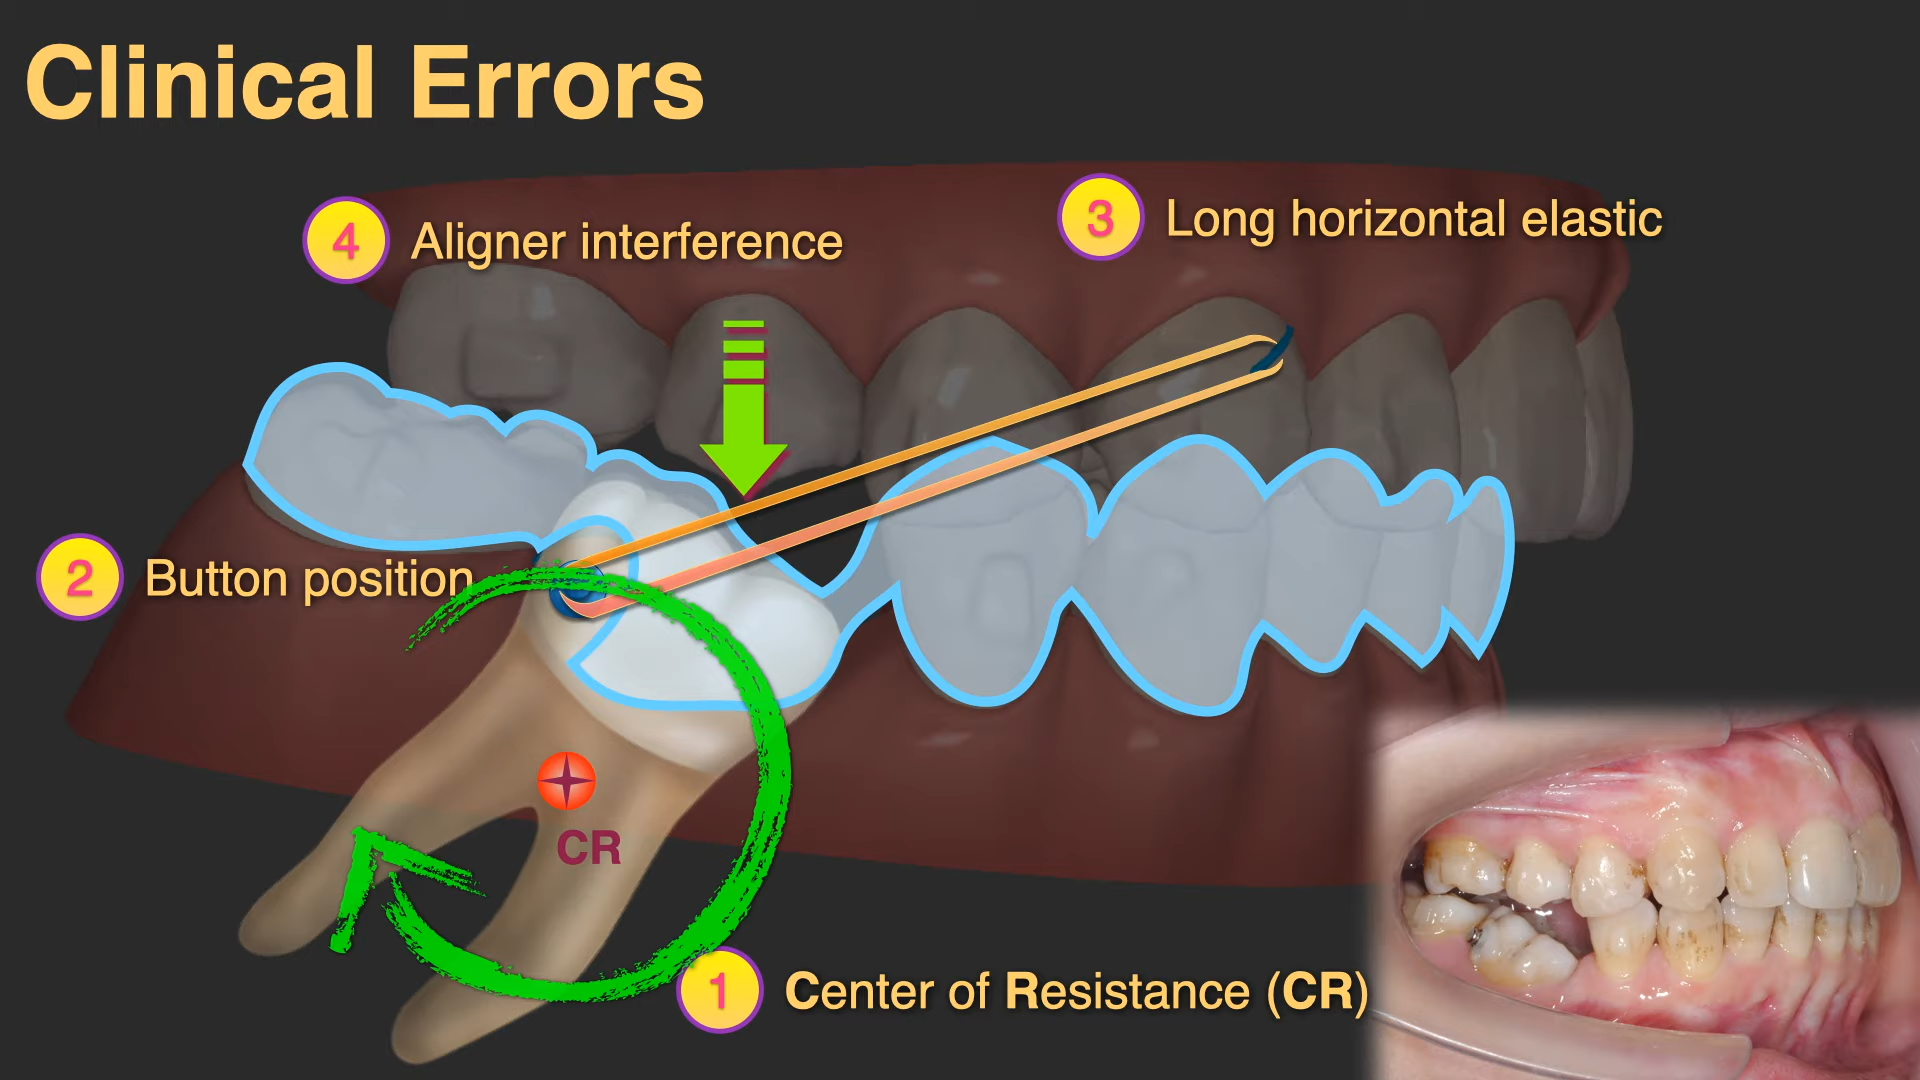 Clinical Errors
4 Aligner interference
3 Long horizontal elastic
2 Button position
CR
1 Center of Resistance (CR)